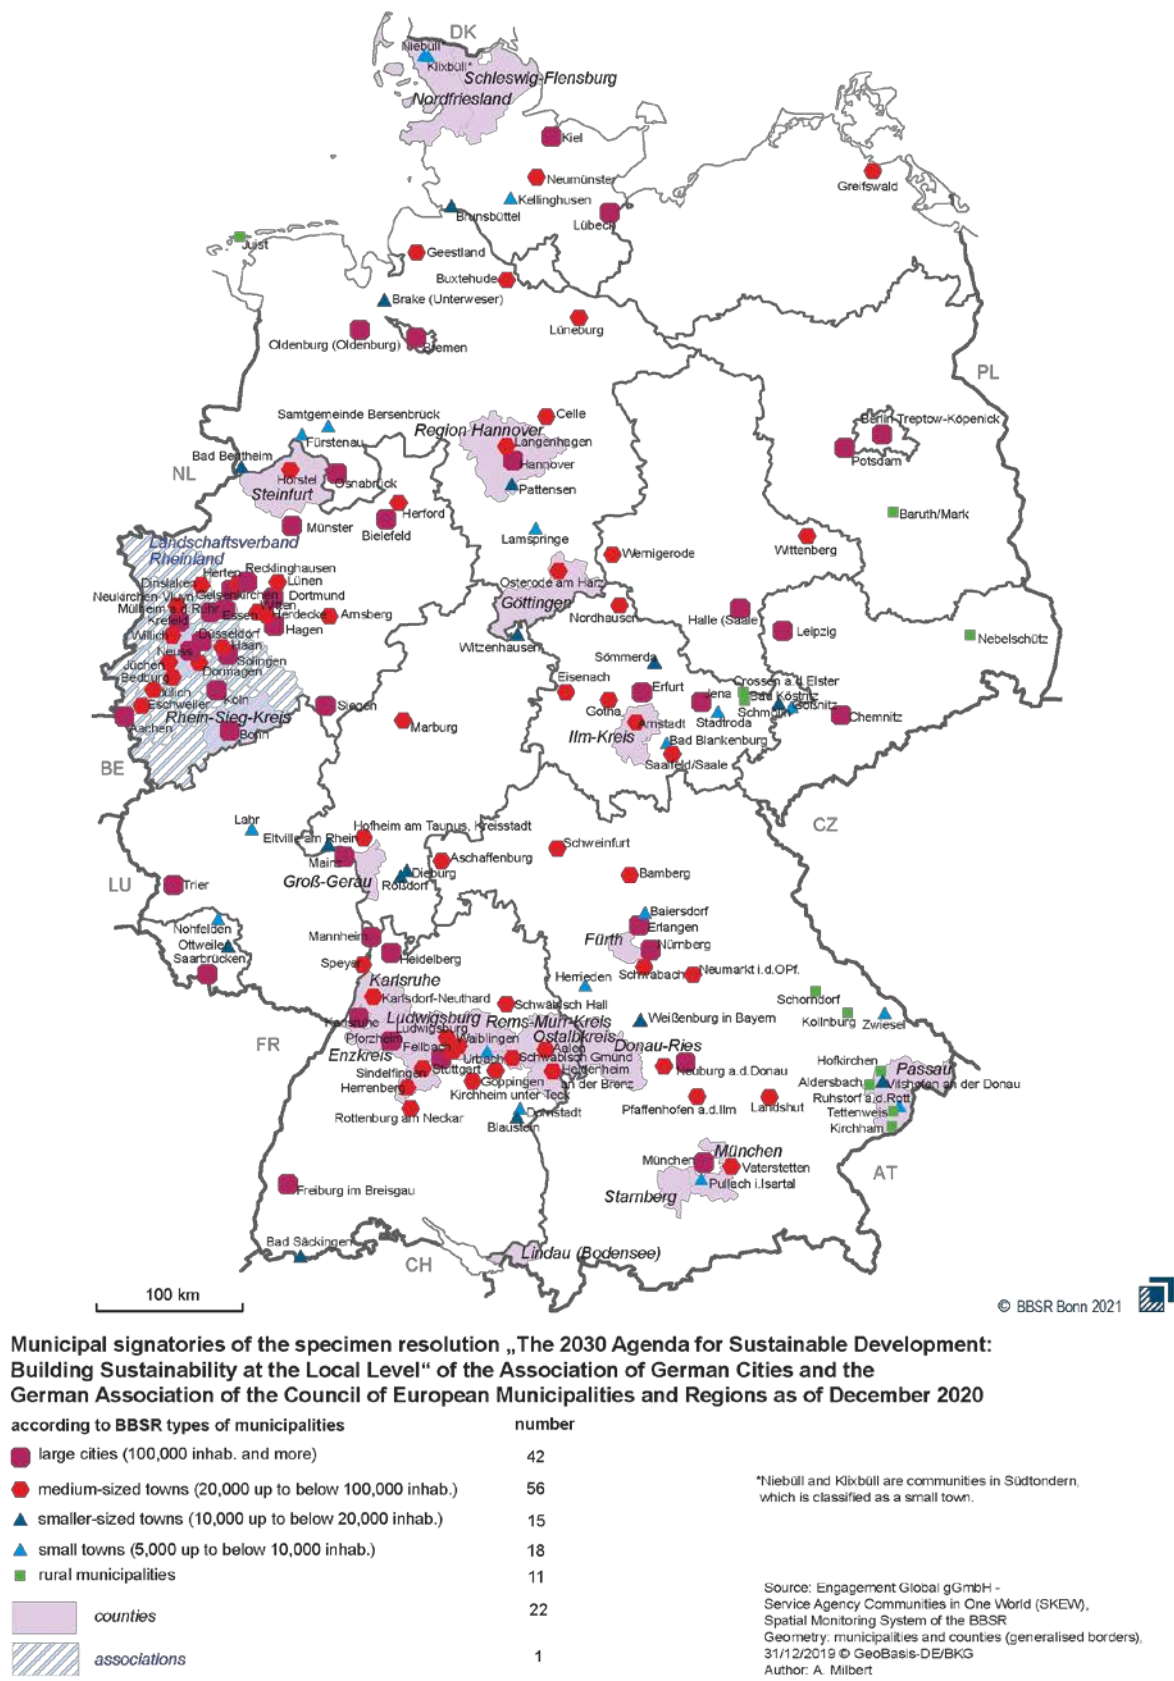 DK
Niebüll*
Klixbüll*
Schleswig-Flensburg
Nordfriesland
Kiel
Neumünster
Greifswald
Kellinghusen
Brunsbüttel
Lübeck
Juist
Geestland
Buxtehude
Brake (Unterweser)
Lüneburg
Oldenburg (Oldenburg)
Bremen
PL
Samtgemeinde Bersenbrück
Celle
Berlin Treptow-Köpenick
Region Hannover
Fürstenau
Langenhagen
Bad Bentheim
Potsdam
Hannover
NL
Hörstel
Osnabrück
Steinfurt
Pattensen
Herford
Baruth/Mark
Münster
Bielefeld
Lamspringe
Landschaftsverband
Rheinland
Wernigerode
Wittenberg
Herten
Recklinghausen
Dinslaken
Lünen
Osterode am Harz
Neukirchen-Vluyn
Gelsenkirchen
Dortmund
Göttingen
Mülheim a.d.Ruhr
Witten
Essen
Herdecke
Arnsberg
Nordhausen
Krefeld
Halle (Saale)
Hagen
Leipzig
Willich
Düsseldorf
Nebelschütz
Haan
Witzenhausen
Neuss
Solingen
Sömmerda
Jüchen
Dormagen
Bedburg
Eisenach
Crossen a.d.Elster
Jülich
Köln
Erfurt
Jena
Bad Köstritz
Eschweiler
Siegen
Gotha
Schmölln
Gößnitz
Rhein-Sieg-Kreis
Arnstadt
Stadtroda
Chemnitz
Aachen
Marburg
Bonn
Ilm-Kreis
Bad Blankenburg
BE
Saalfeld/Saale
Lahr
Hofheim am Taunus, Kreisstadt
CZ
Eltville am Rhein
Schweinfurt
Mainz
Aschaffenburg
LU
Trier
Groß-Gerau
Dieburg
Roßdorf
Bamberg
Baiersdorf
Nohfelden
Erlangen
Mannheim
Fürth
Ottweiler
Nürnberg
Saarbrücken
Heidelberg
Speyer
Schwabach
Neumarkt i.d.OPf.
Karlsruhe
Herrieden
Karlsdorf-Neuthard
Schorndorf
Schwäbisch Hall
Karlsruhe
Ludwigsburg
Rems-Murr-Kreis
Weißenburg in Bayern
Kollnburg
Zwiesel
Ludwigsburg
FR
Pforzheim
Waiblingen
Ostalbkreis
Donau-Ries
Fellbach
Aalen
Enzkreis
Urbach
Schwäbisch Gmünd
Hofkirchen
Passau
Sindelfingen
Stuttgart
Heidenheim
an der Brenz
Neuburg a.d.Donau
Aldersbach
Vilshofen an der Donau
Herrenberg
Göppingen
Kirchheim unter Teck
Ruhstorf a.d.Rott
Rottenburg am Neckar
Dornstadt
Pfaffenhofen a.d.Ilm
Landshut
Tettenweis
Blaustein
Kirchham
München
München
Vaterstetten
AT
Freiburg im Breisgau
Pullach i.Isartal
Starnberg
Bad Säckingen
Lindau (Bodensee)
CH
100 km
© BBSR Bonn 2021
Municipal signatories of the specimen resolution „The 2030 Agenda for Sustainable Development:
Building Sustainability at the Local Level“ of the Association of German Cities and the
German Association of the Council of European Municipalities and Regions as of December 2020
according to BBSR types of municipalities number
large cities (100,000 inhab. and more) 42
medium-sized towns (20,000 up to below 100,000 inhab.) 56
smaller-sized towns (10,000 up to below 20,000 inhab.) 15
small towns (5,000 up to below 10,000 inhab.) 18
rural municipalities 11
counties 22
associations 1
*Niebüll and Klixbüll are communities in Südtondern,
which is classified as a small town.
Source: Engagement Global gGmbH -
Service Agency Communities in One World (SKEW),
Spatial Monitoring System of the BBSR
Geometry: municipalities and counties (generalised borders),
31/12/2019 © GeoBasis-DE/BKG
Author: A. Milbert